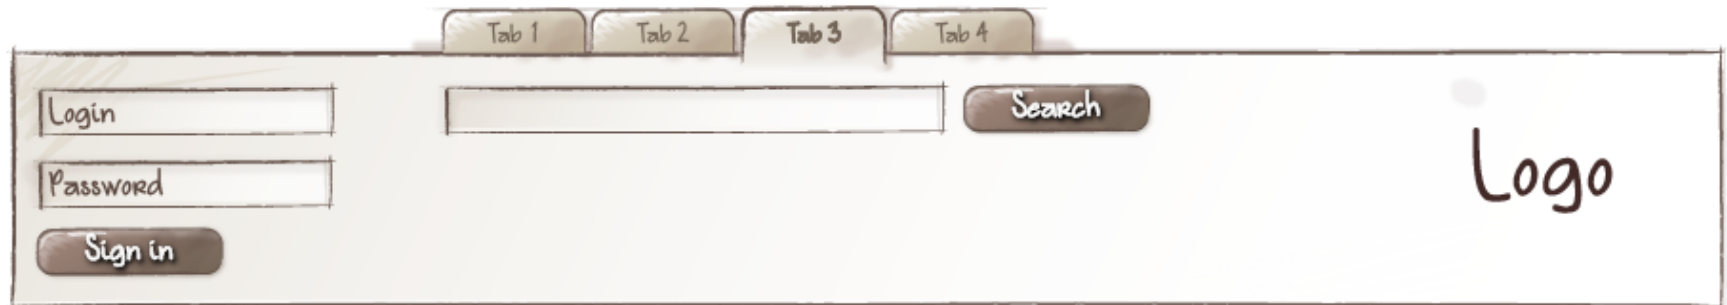 Tab 1
Tab 2
Tab 3
Tab 4
Login
Search
Password
Logo
Sign in